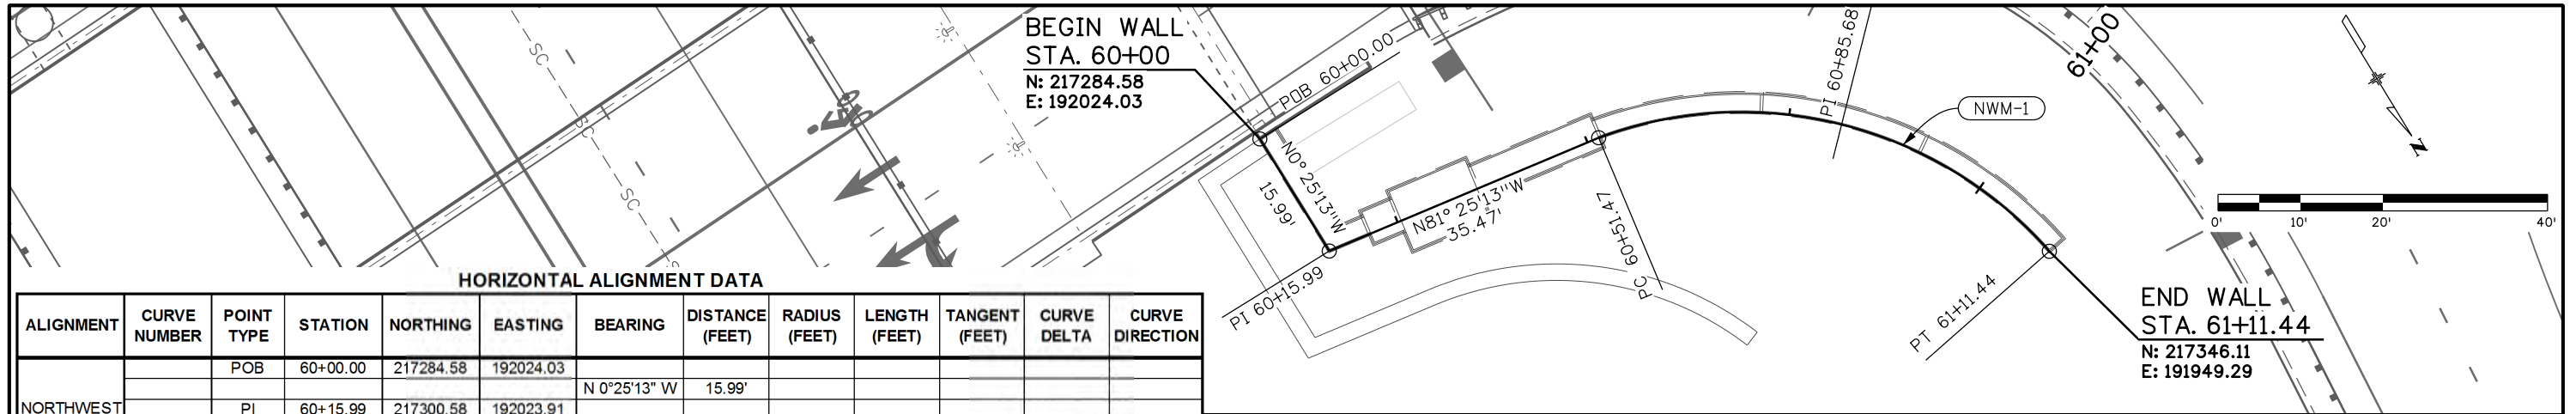 SC
SC
SC
SC
BEGIN WALL
STA. 60+00
N: 217284.58
E: 192024.03
POB 60+00.00
N0° 25'13"W
15.99'
PI 60+15.99
N81° 25'13"W
35.47'
PC 60+51.47
PI 60+85.68
NWM-1
61+00
N
0'
10'
20'
40'
PT 61+11.44
END WALL
STA. 61+11.44
N: 217346.11
E: 191949.29
HORIZONTAL ALIGNMENT DATA
ALIGNMENT CURVE NUMBER POINT TYPE STATION NORTHING EASTING BEARING DISTANCE (FEET) RADIUS (FEET) LENGTH (FEET) TANGENT (FEET) CURVE DELTA CURVE DIRECTION
POB 60+00.00 217284.58 192024.03
N 0°25'13" W 15.99'
NORTHWEST PI 60+15.99 217300.58 192023.91